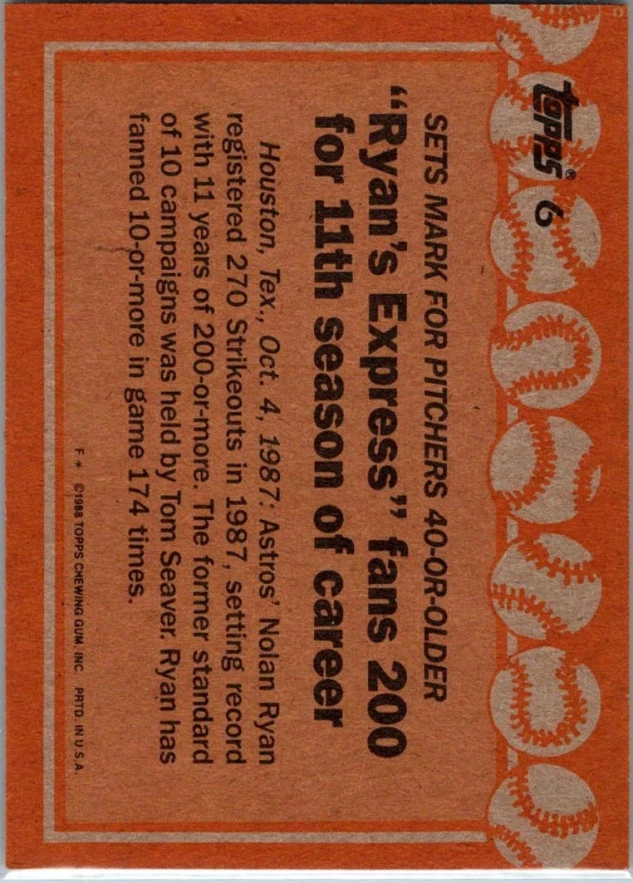 topps® 6
SETS MARK FOR PITCHERS 40-OR-OLDER
"Ryan's Express" fans 200
for 11th season of career
Houston, Tex., Oct. 4, 1987: Astros' Nolan Ryan
registered 270 Strikeouts in 1987, setting record
with 11 years of 200-or-more. The former standard
of 10 campaigns was held by Tom Seaver. Ryan has
fanned 10-or-more in game 174 times.
F* ©1988 TOPPS CHEWING GUM, INC. PRTD. IN U.S.A.